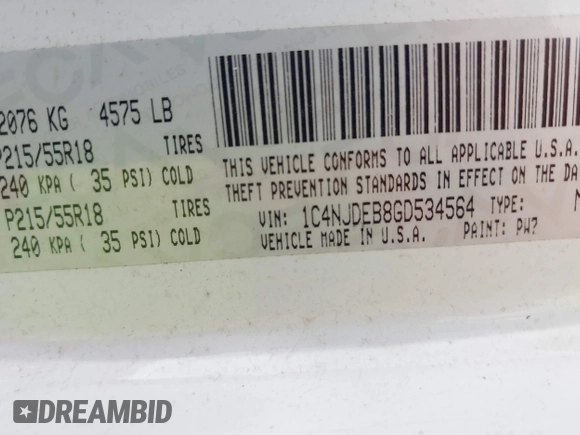 2076 KG 4575 LB
P215/55R18 TIRES
240 KPA ( 35 PSI) COLD
P215/55R18 TIRES
240 KPA ( 35 PSI) COLD
THIS VEHICLE CONFORMS TO ALL APPLICABLE U.S.A.
THEFT PREVENTION STANDARDS IN EFFECT ON THE DA
VIN: 1C4NJDEB8GD534564 TYPE:
VEHICLE MADE IN U.S.A. PAINT: PW7
DREAMBID